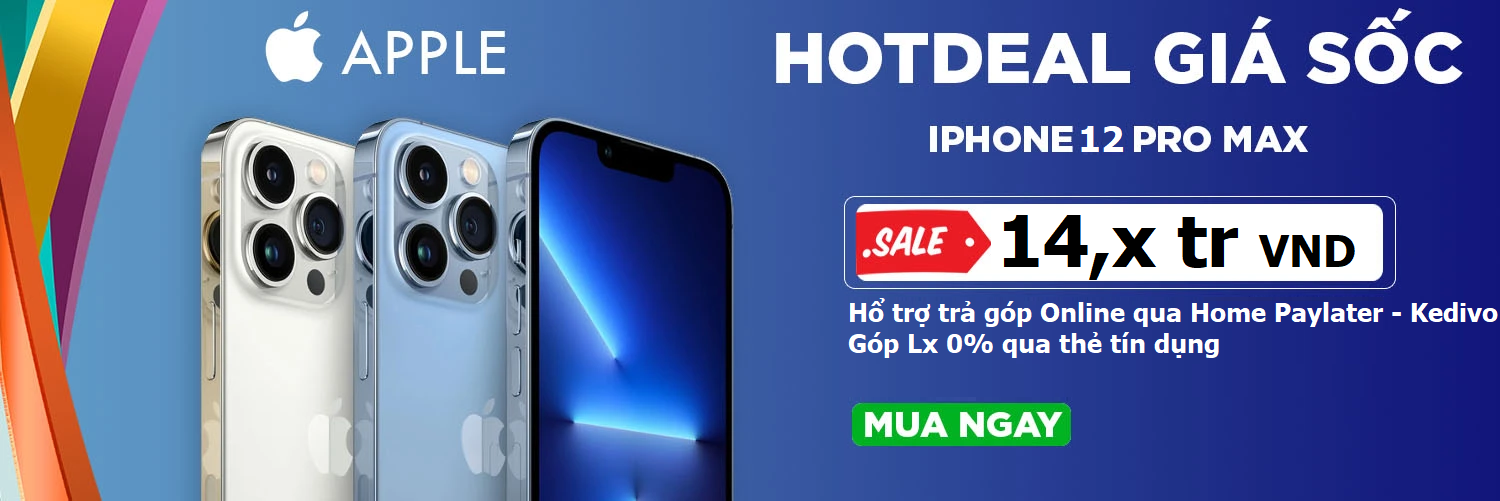 APPLE
HOTDEAL GIÁ SỐC
IPHONE 12 PRO MAX
.SALE
14,x tr VND
Hổ trợ trả góp Online qua Home Paylater - Kedivo
Góp Lx 0% qua thẻ tín dụng
MUA NGAY